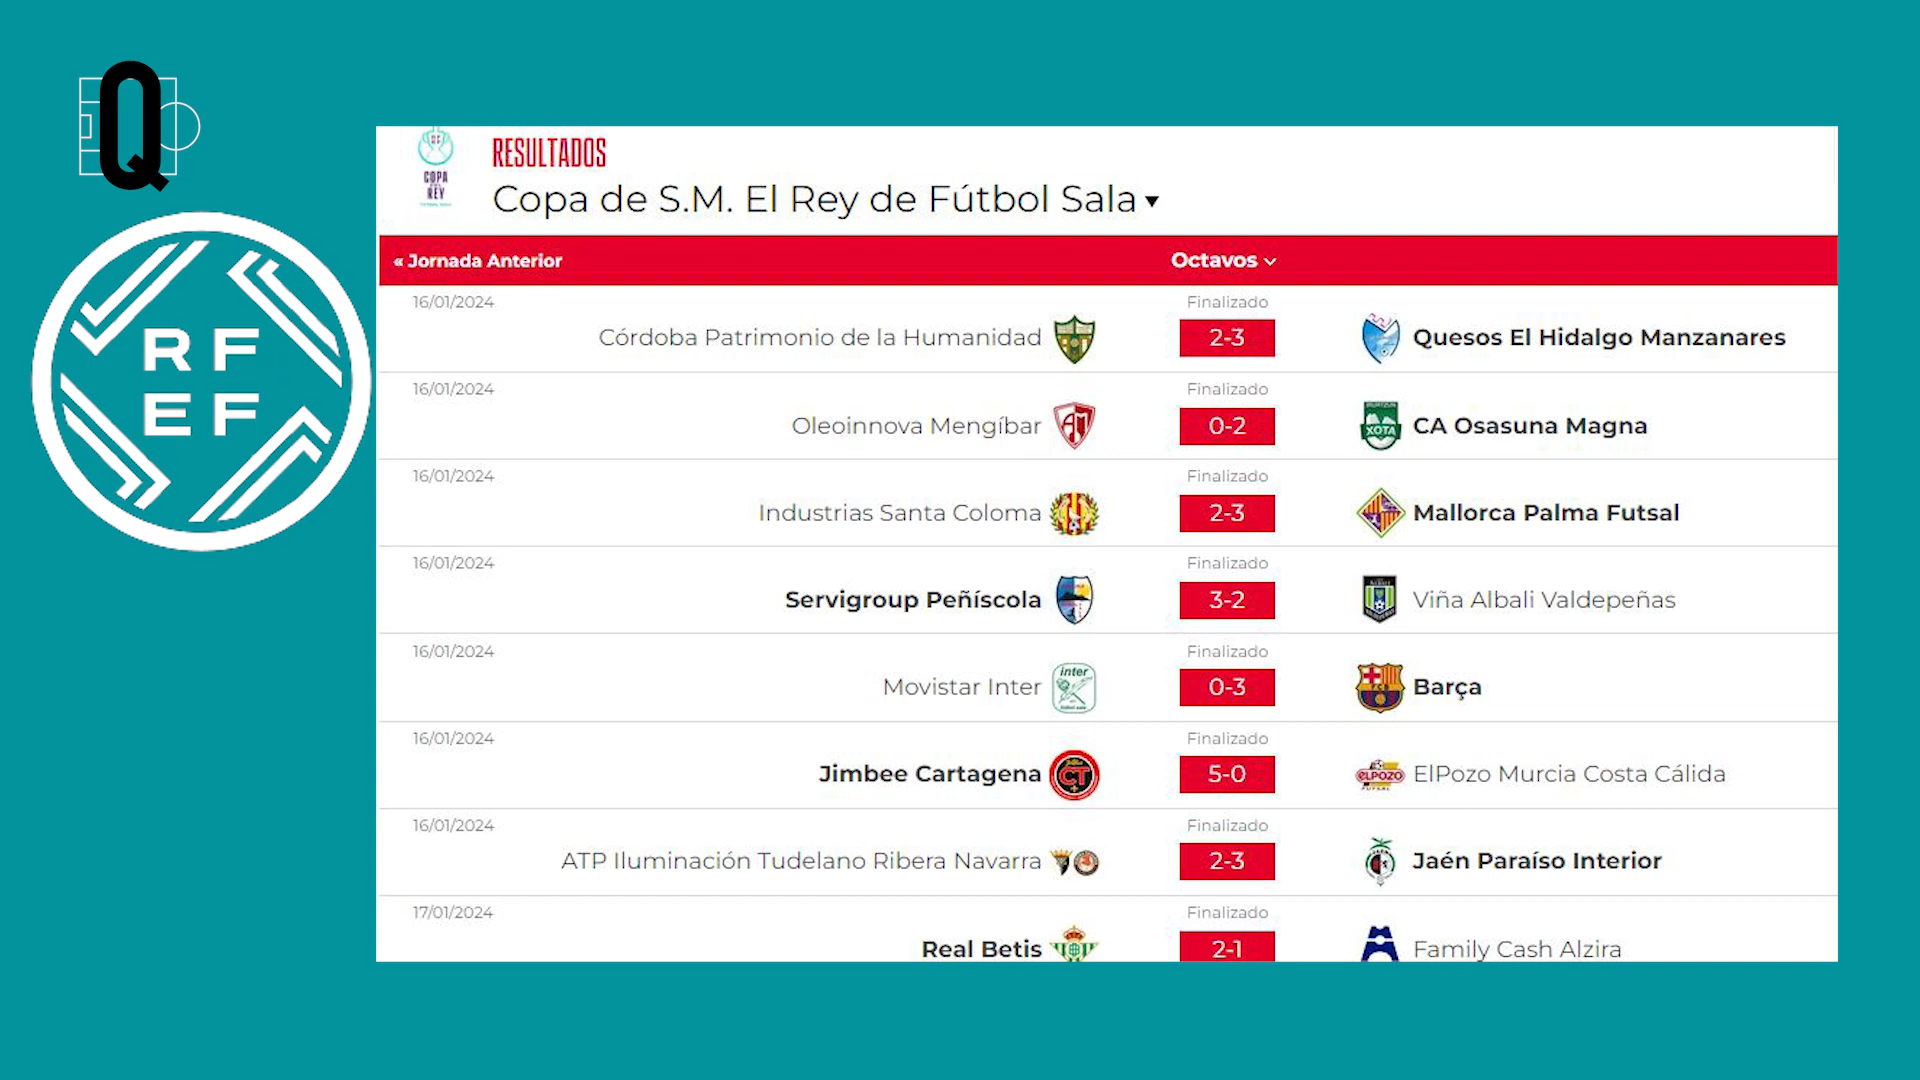 Q
RF
EF
COPA
REY
RESULTADOS
Copa de S.M. El Rey de Fútbol Sala
« Jornada Anterior Octavos
16/01/2024 Finalizado
Córdoba Patrimonio de la Humanidad 2-3 Quesos El Hidalgo Manzanares
16/01/2024 Finalizado
Oleoinnova Mengíbar 0-2 XOTA CA Osasuna Magna
16/01/2024 Finalizado
Industrias Santa Coloma 2-3 Mallorca Palma Futsal
16/01/2024 Finalizado
Servigroup Peñíscola 3-2 Viña Albali Valdepeñas
16/01/2024 Finalizado
Movistar Inter inter 0-3 FCB Barça
16/01/2024 Finalizado
Jimbee Cartagena CT 5-0 ELPOZO ElPozo Murcia Costa Cálida
16/01/2024 Finalizado
ATP Iluminación Tudelano Ribera Navarra 2-3 Jaén Paraíso Interior
17/01/2024 Finalizado
Real Betis 2-1 Family Cash Alzira